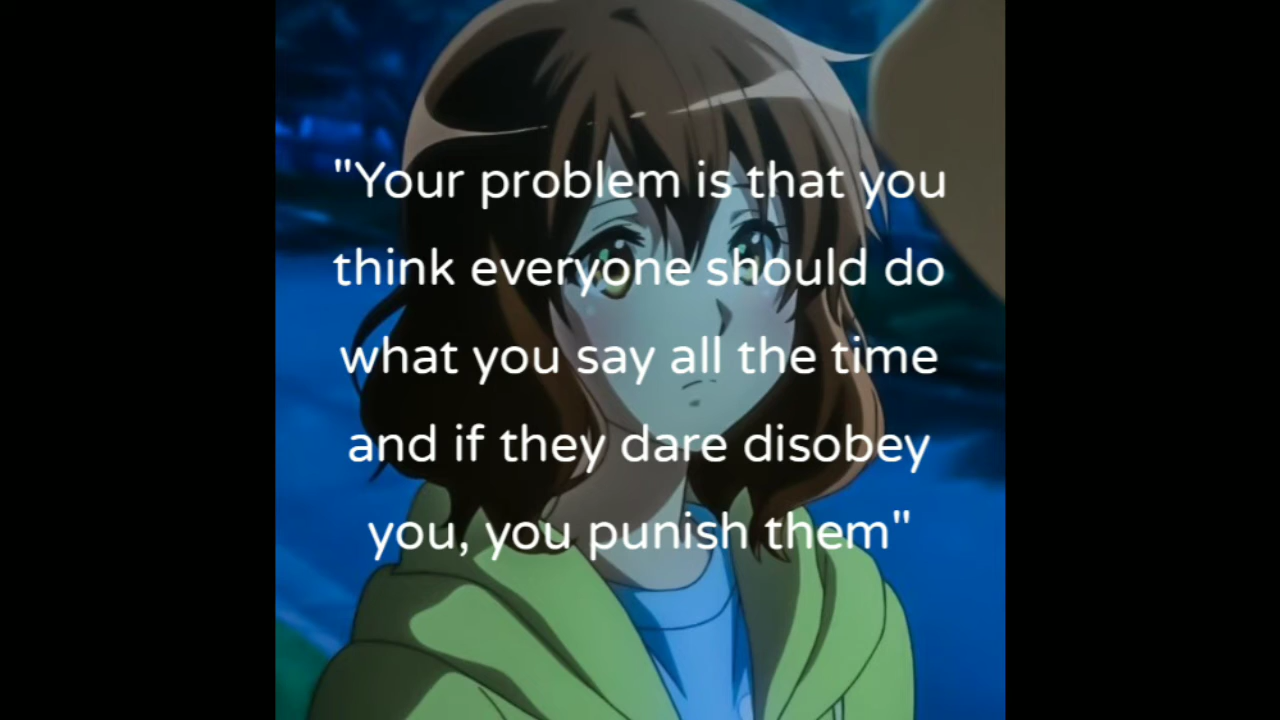 "Your problem is that you
think everyone should do
what you say all the time
and if they dare disobey
you, you punish them"